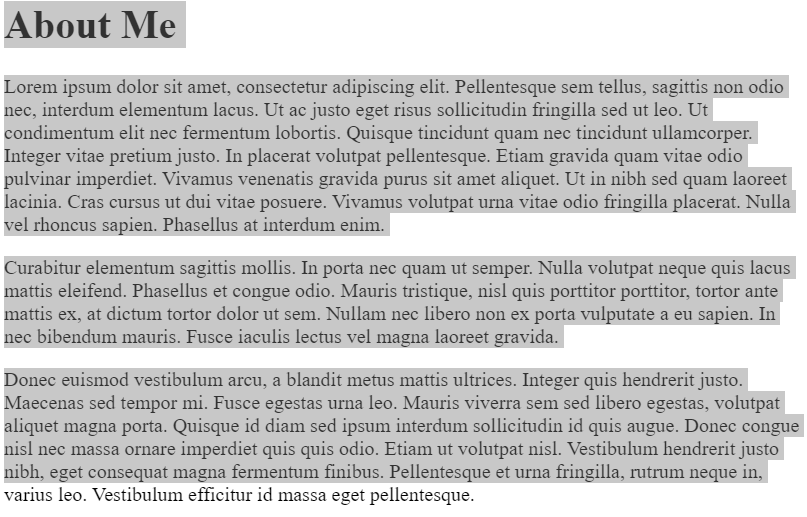 About Me
Lorem ipsum dolor sit amet, consectetur adipiscing elit. Pellentesque sem tellus, sagittis non odio
nec, interdum elementum lacus. Ut ac justo eget risus sollicitudin fringilla sed ut leo. Ut
condimentum elit nec fermentum lobortis. Quisque tincidunt quam nec tincidunt ullamcorper.
Integer vitae pretium justo. In placerat volutpat pellentesque. Etiam gravida quam vitae odio
pulvinar imperdiet. Vivamus venenatis gravida purus sit amet aliquet. Ut in nibh sed quam laoreet
lacinia. Cras cursus ut dui vitae posuere. Vivamus volutpat urna vitae odio fringilla placerat. Nulla
vel rhoncus sapien. Phasellus at interdum enim.
Curabitur elementum sagittis mollis. In porta nec quam ut semper. Nulla volutpat neque quis lacus
mattis eleifend. Phasellus et congue odio. Mauris tristique, nisl quis porttitor porttitor, tortor ante
mattis ex, at dictum tortor dolor ut sem. Nullam nec libero non ex porta vulputate a eu sapien. In
nec bibendum mauris. Fusce iaculis lectus vel magna laoreet gravida.
Donec euismod vestibulum arcu, a blandit metus mattis ultrices. Integer quis hendrerit justo.
Maecenas sed tempor mi. Fusce egestas urna leo. Mauris viverra sem sed libero egestas, volutpat
aliquet magna porta. Quisque id diam sed ipsum interdum sollicitudin id quis augue. Donec congue
nisl nec massa ornare imperdiet quis quis odio. Etiam ut volutpat nisl. Vestibulum hendrerit justo
nibh, eget consequat magna fermentum finibus. Pellentesque et urna fringilla, rutrum neque in,
varius leo. Vestibulum efficitur id massa eget pellentesque.